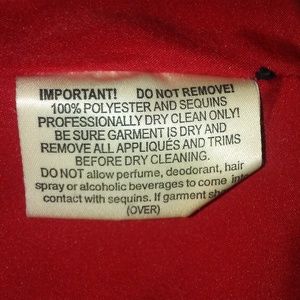 IMPORTANT! DO NOT REMOVE!
100% POLYESTER AND SEQUINS
PROFESSIONALLY DRY CLEAN ONLY!
BE SURE GARMENT IS DRY AND
REMOVE ALL APPLIQUÉS AND TRIMS
BEFORE DRY CLEANING.
DO NOT allow perfume, deodorant, hair
spray or alcoholic beverages to come
contact with sequins. If garment
(OVER)